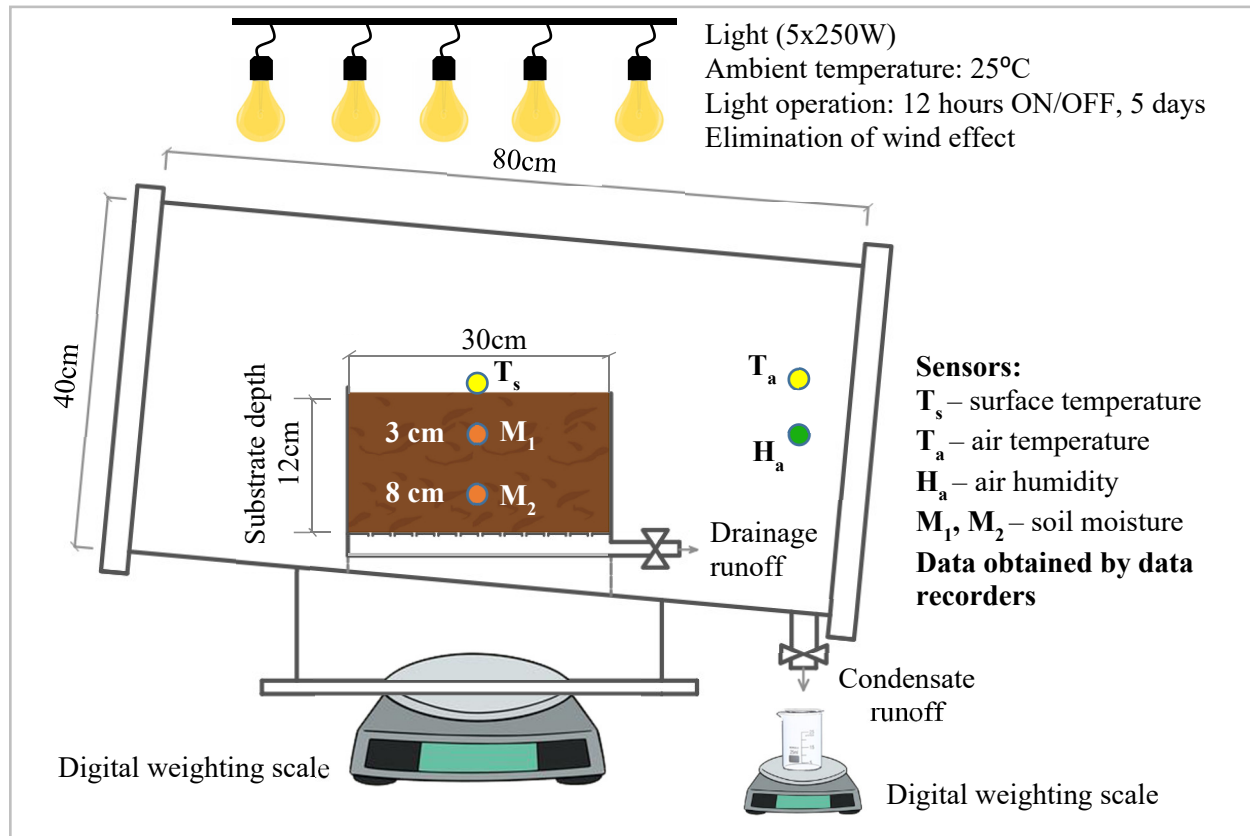 Light (5x250W)
Ambient temperature: 25°C
Light operation: 12 hours ON/OFF, 5 days
Elimination of wind effect
80cm
40cm
30cm
Substrate depth
12cm
Tₛ
3 cm
M₁
8 cm
M₂
Tₐ
Hₐ
Sensors:
Tₛ – surface temperature
Tₐ – air temperature
Hₐ – air humidity
M₁, M₂ – soil moisture
Data obtained by data
recorders
Drainage
runoff
Condensate
runoff
Digital weighting scale
Digital weighting scale